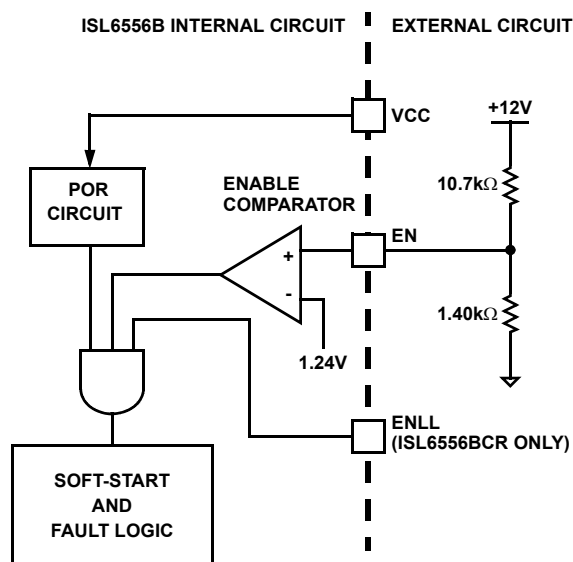 ISL6556B INTERNAL CIRCUIT
EXTERNAL CIRCUIT
VCC
+12V
POR
CIRCUIT
ENABLE
COMPARATOR
10.7kΩ
+
EN
-
1.40kΩ
1.24V
ENLL
(ISL6556BCR ONLY)
SOFT-START
AND
FAULT LOGIC